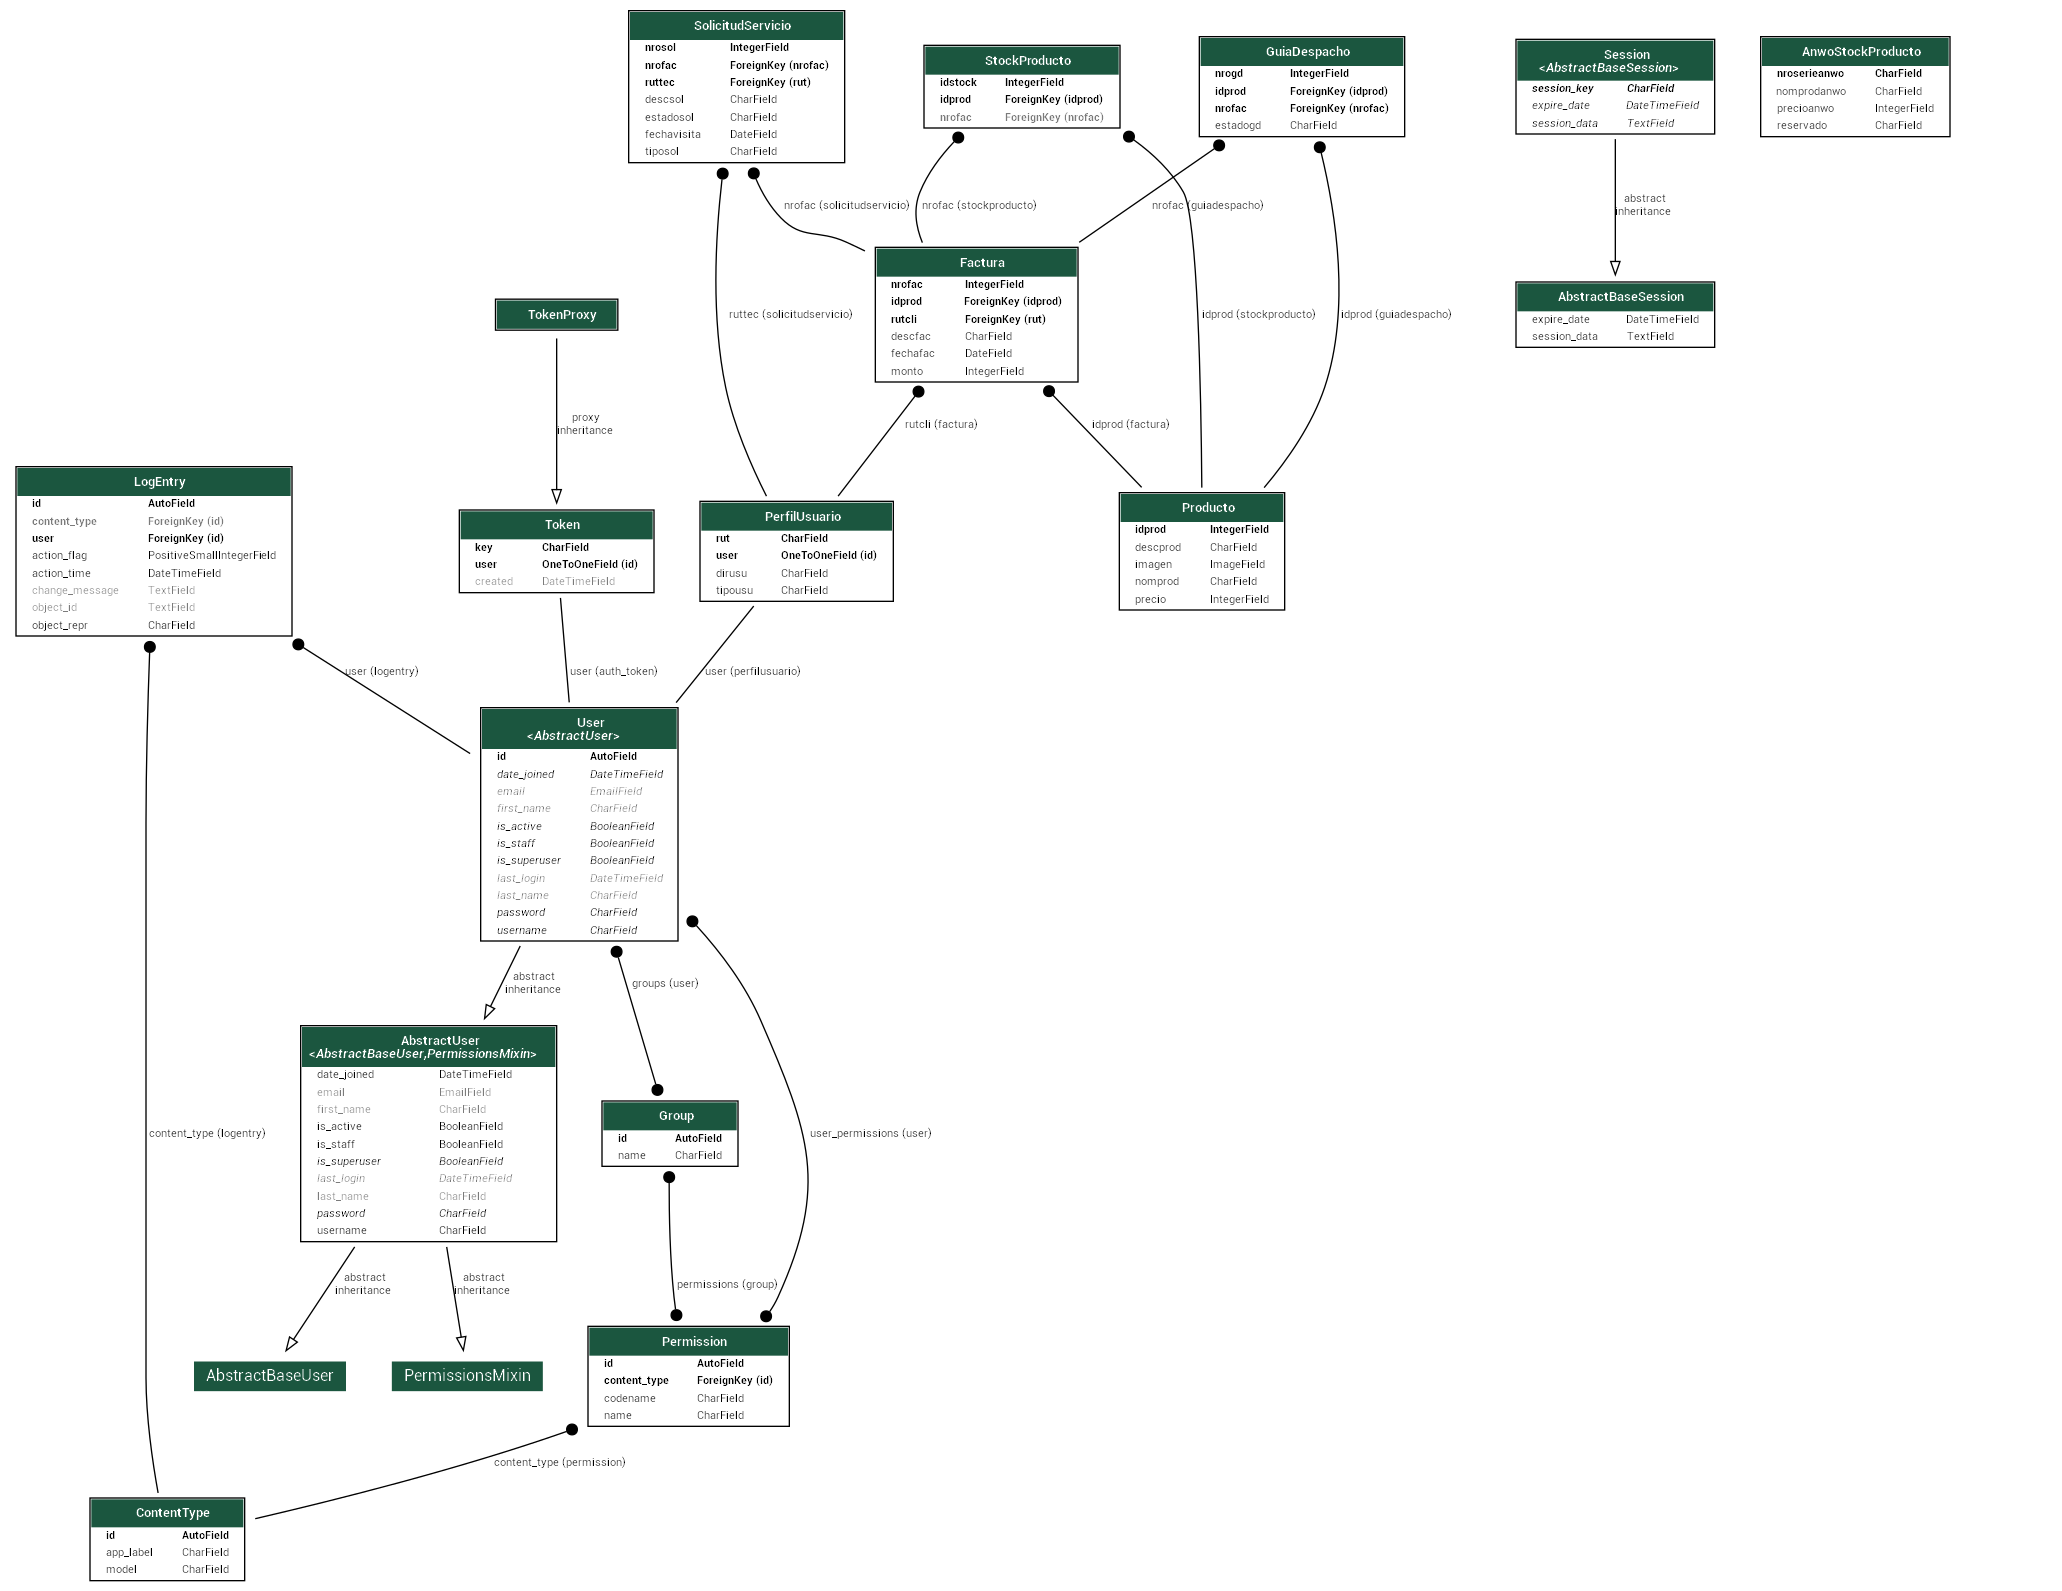 SolicitudServicio
nrosol IntegerField
nrofac ForeignKey (nrofac)
ruttec ForeignKey (rut)
descsol CharField
estadosol CharField
fechavisita DateField
tiposol CharField
StockProducto
idstock IntegerField
idprod ForeignKey (idprod)
nrofac ForeignKey (nrofac)
GuiaDespacho
nrogd IntegerField
idprod ForeignKey (idprod)
nrofac ForeignKey (nrofac)
estadogd CharField
Session
<AbstractBaseSession>
session_key CharField
expire_date DateTimeField
session_data TextField
AnwoStockProducto
nroserieanwo CharField
nomprodanwo CharField
precioanwo IntegerField
reservado CharField
nrofac (solicitudservicio)
nrofac (stockproducto)
nrofac (guiadespacho)
abstract
inheritance
Factura
nrofac IntegerField
idprod ForeignKey (idprod)
rutcli ForeignKey (rut)
descfac CharField
fechafac DateField
monto IntegerField
TokenProxy
ruttec (solicitudservicio)
idprod (stockproducto)
idprod (guiadespacho)
AbstractBaseSession
expire_date DateTimeField
session_data TextField
proxy
inheritance
rutcli (factura)
idprod (factura)
LogEntry
id AutoField
content_type ForeignKey (id)
user ForeignKey (id)
action_flag PositiveSmallIntegerField
action_time DateTimeField
change_message TextField
object_id TextField
object_repr CharField
Token
key CharField
user OneToOneField (id)
created DateTimeField
PerfilUsuario
rut CharField
user OneToOneField (id)
dirusu CharField
tipousu CharField
Producto
idprod IntegerField
descprod CharField
imagen ImageField
nomprod CharField
precio IntegerField
user (logentry)
user (auth_token)
user (perfilusuario)
User
<AbstractUser>
id AutoField
date_joined DateTimeField
email EmailField
first_name CharField
is_active BooleanField
is_staff BooleanField
is_superuser BooleanField
last_login DateTimeField
last_name CharField
password CharField
username CharField
abstract
inheritance
groups (user)
AbstractUser
<AbstractBaseUser,PermissionsMixin>
date_joined DateTimeField
email EmailField
first_name CharField
is_active BooleanField
is_staff BooleanField
is_superuser BooleanField
last_login DateTimeField
last_name CharField
password CharField
username CharField
Group
id AutoField
name CharField
content_type (logentry)
user_permissions (user)
abstract
inheritance
abstract
inheritance
permissions (group)
AbstractBaseUser
PermissionsMixin
Permission
id AutoField
content_type ForeignKey (id)
codename CharField
name CharField
content_type (permission)
ContentType
id AutoField
app_label CharField
model CharField